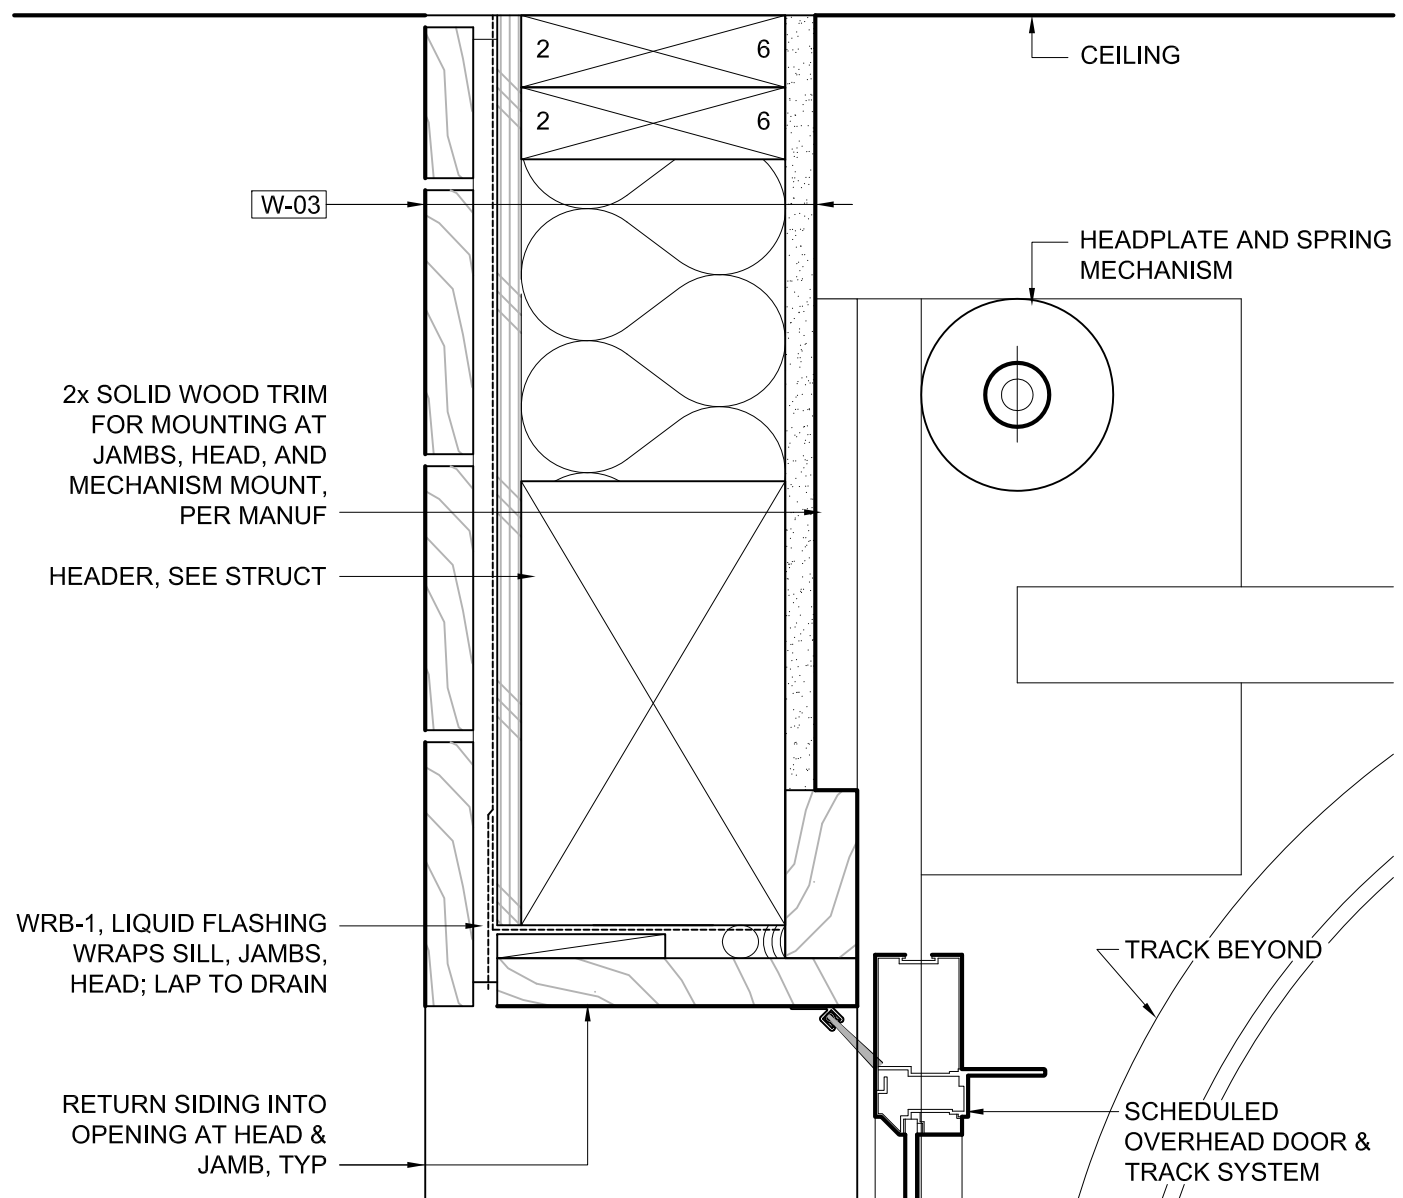 2 6
CEILING
2 6
W-03
HEADPLATE AND SPRING
MECHANISM
2x SOLID WOOD TRIM
FOR MOUNTING AT
JAMBS, HEAD, AND
MECHANISM MOUNT,
PER MANUF
HEADER, SEE STRUCT
WRB-1, LIQUID FLASHING
WRAPS SILL, JAMBS,
HEAD; LAP TO DRAIN
TRACK BEYOND
RETURN SIDING INTO
OPENING AT HEAD &
JAMB, TYP
SCHEDULED
OVERHEAD DOOR &
TRACK SYSTEM